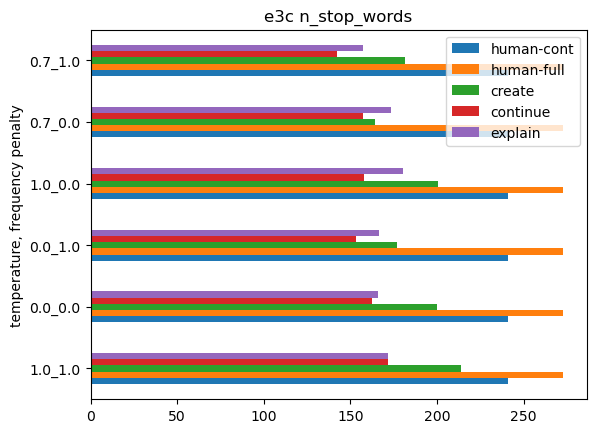 e3c n_stop_words
human-cont
human-full
create
continue
explain
temperature, frequency penalty
0.7_1.0
0.7_0.0
1.0_0.0
0.0_1.0
0.0_0.0
1.0_1.0
0 50 100 150 200 250